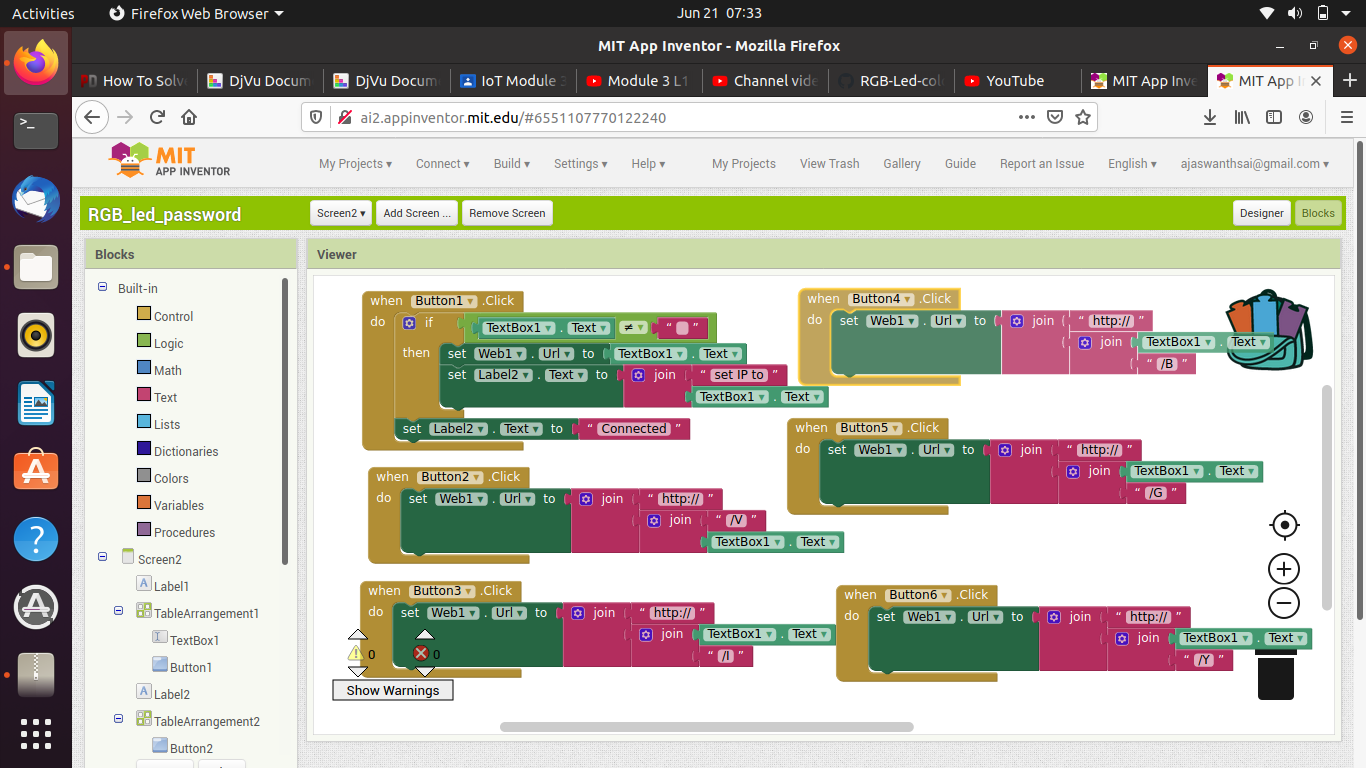 Activities Firefox Web Browser Jun 21 07:33
MIT App Inventor - Mozilla Firefox
How To Solve DjVu Docum DjVu Docum IoT Module 3 Module 3 L1 Channel vide RGB-Led-col YouTube MIT App Inve MIT App I
ai2.appinventor.mit.edu/#6551107770122240
MIT
APP INVENTOR
My Projects Connect Build Settings Help My Projects View Trash Gallery Guide Report an Issue English ajaswanthsai@gmail.com
RGB_led_password Screen2 Add Screen ... Remove Screen Designer Blocks
Blocks
Built-in
Control
Logic
Math
Text
Lists
Dictionaries
Colors
Variables
Procedures
Screen2
Label1
TableArrangement1
TextBox1
Button1
Label2
TableArrangement2
Button2
Viewer
when Button1 .Click
do if TextBox1 . Text ≠ “ ”
then set Web1 . Url to TextBox1 . Text
set Label2 . Text to join “ set IP to ”
TextBox1 . Text
set Label2 . Text to “ Connected ”
when Button2 .Click
do set Web1 . Url to join “ http:// ”
join “ /V ”
TextBox1 . Text
when Button3 .Click
do set Web1 . Url to join “ http:// ”
join TextBox1 . Text
“ /I ”
0 0
Show Warnings
when Button4 .Click
do set Web1 . Url to join “ http:// ”
join TextBox1 . Text
“ /B ”
when Button5 .Click
do set Web1 . Url to join “ http:// ”
join TextBox1 . Text
“ /G ”
when Button6 .Click
do set Web1 . Url to join “ http:// ”
join TextBox1 . Text
“ /Y ”